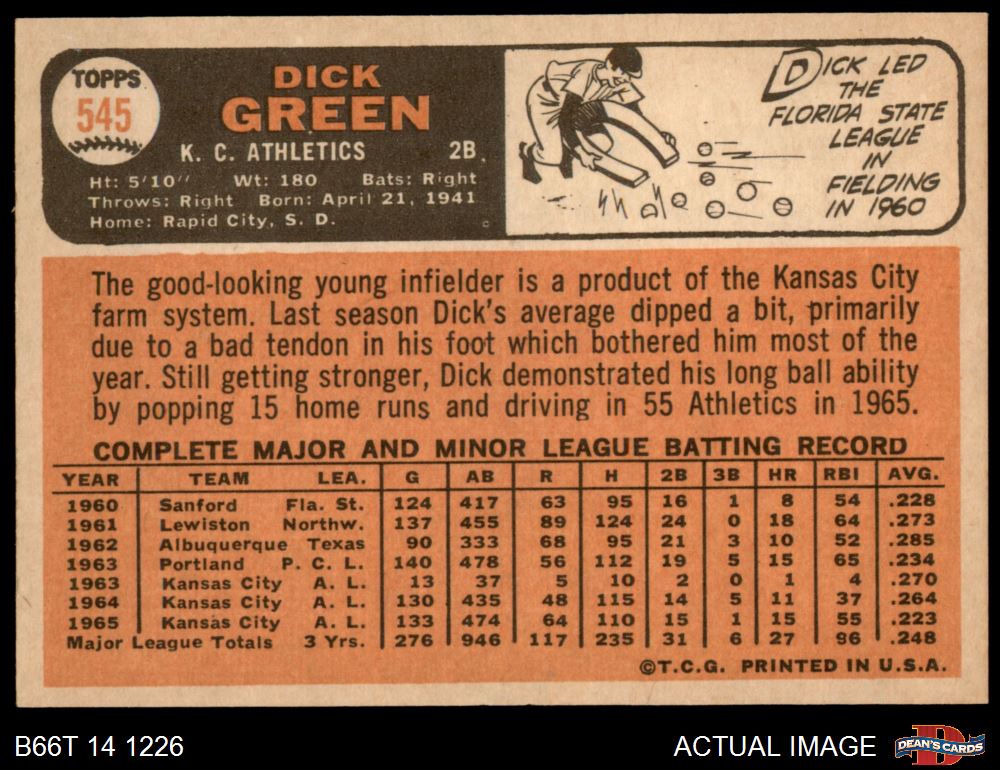 TOPPS
545
DICK
GREEN
K. C. ATHLETICS 2B
Ht: 5'10" Wt: 180 Bats: Right
Throws: Right Born: April 21, 1941
Home: Rapid City, S. D.
DICK LED
THE
FLORIDA STATE
LEAGUE
IN
FIELDING
IN 1960
The good-looking young infielder is a product of the Kansas City
farm system. Last season Dick's average dipped a bit, primarily
due to a bad tendon in his foot which bothered him most of the
year. Still getting stronger, Dick demonstrated his long ball ability
by popping 15 home runs and driving in 55 Athletics in 1965.
COMPLETE MAJOR AND MINOR LEAGUE BATTING RECORD
YEAR TEAM LEA. G AB R H 2B 3B HR RBI AVG.
1960 Sanford Fla. St. 124 417 63 95 16 1 8 54 .228
1961 Lewiston Northw. 137 455 89 124 24 0 18 64 .273
1962 Albuquerque Texas 90 333 68 95 21 3 10 52 .285
1963 Portland P. C. L. 140 478 56 112 19 5 15 65 .234
1963 Kansas City A. L. 13 37 5 10 2 0 1 4 .270
1964 Kansas City A. L. 130 435 48 115 14 5 11 37 .264
1965 Kansas City A. L. 133 474 64 110 15 1 15 55 .223
Major League Totals 3 Yrs. 276 946 117 235 31 6 27 96 .248
©T.C.G. PRINTED IN U.S.A.
B66T 14 1226 ACTUAL IMAGE DEAN'S CARDS